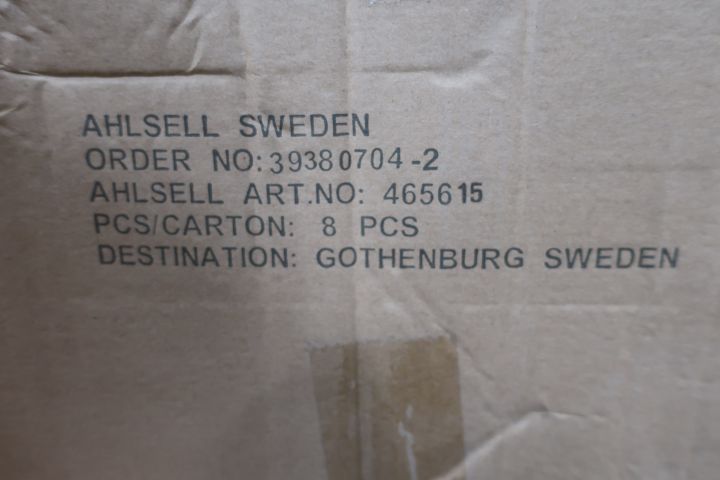 AHLSELL SWEDEN
ORDER NO:39380704-2
AHLSELL ART.NO: 465615
PCS/CARTON: 8 PCS
DESTINATION: GOTHENBURG SWEDEN